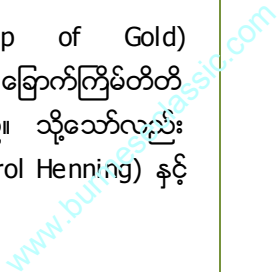 p of Gold)
ခြောက်ကြိမ်တိတိ
။ သို့သော်လည်း
rol Henning) နှင့်
www.burmeseclassic.com